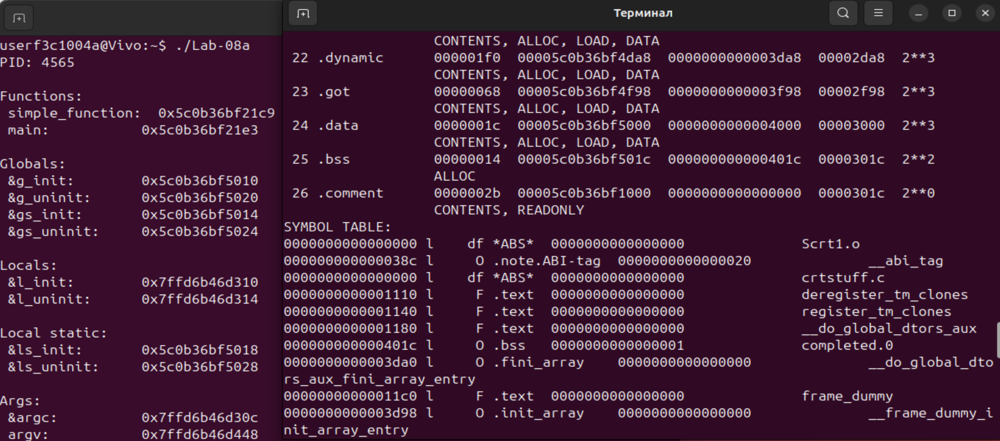 userf3c1004a@Vivo:~$ ./Lab-08a
PID: 4565
Functions:
simple_function: 0x5c0b36bf21c9
main: 0x5c0b36bf21e3
Globals:
&g_init: 0x5c0b36bf5010
&g_uninit: 0x5c0b36bf5020
&gs_init: 0x5c0b36bf5014
&gs_uninit: 0x5c0b36bf5024
Locals:
&l_init: 0x7ffd6b46d310
&l_uninit: 0x7ffd6b46d314
Local static:
&ls_init: 0x5c0b36bf5018
&ls_uninit: 0x5c0b36bf5028
Args:
&argc: 0x7ffd6b46d30c
argv: 0x7ffd6b46d448
Терминал
CONTENTS, ALLOC, LOAD, DATA
22 .dynamic 000001f0 00005c0b36bf4da8 0000000000003da8 00002da8 2**3
CONTENTS, ALLOC, LOAD, DATA
23 .got 00000068 00005c0b36bf4f98 0000000000003f98 00002f98 2**3
CONTENTS, ALLOC, LOAD, DATA
24 .data 0000001c 00005c0b36bf5000 0000000000004000 00003000 2**3
CONTENTS, ALLOC, LOAD, DATA
25 .bss 00000014 00005c0b36bf501c 000000000000401c 0000301c 2**2
ALLOC
26 .comment 0000002b 00005c0b36bf1000 0000000000000000 0000301c 2**0
CONTENTS, READONLY
SYMBOL TABLE:
0000000000000000 l df *ABS* 0000000000000000 Scrt1.o
000000000000038c l O .note.ABI-tag 0000000000000020 __abi_tag
0000000000000000 l df *ABS* 0000000000000000 crtstuff.c
0000000000001110 l F .text 0000000000000000 deregister_tm_clones
0000000000001140 l F .text 0000000000000000 register_tm_clones
0000000000001180 l F .text 0000000000000000 __do_global_dtors_aux
000000000000401c l O .bss 0000000000000001 completed.0
0000000000003da0 l O .fini_array 0000000000000000 __do_global_dto
rs_aux_fini_array_entry
00000000000011c0 l F .text 0000000000000000 frame_dummy
0000000000003d98 l O .init_array 0000000000000000 __frame_dummy_i
nit_array_entry